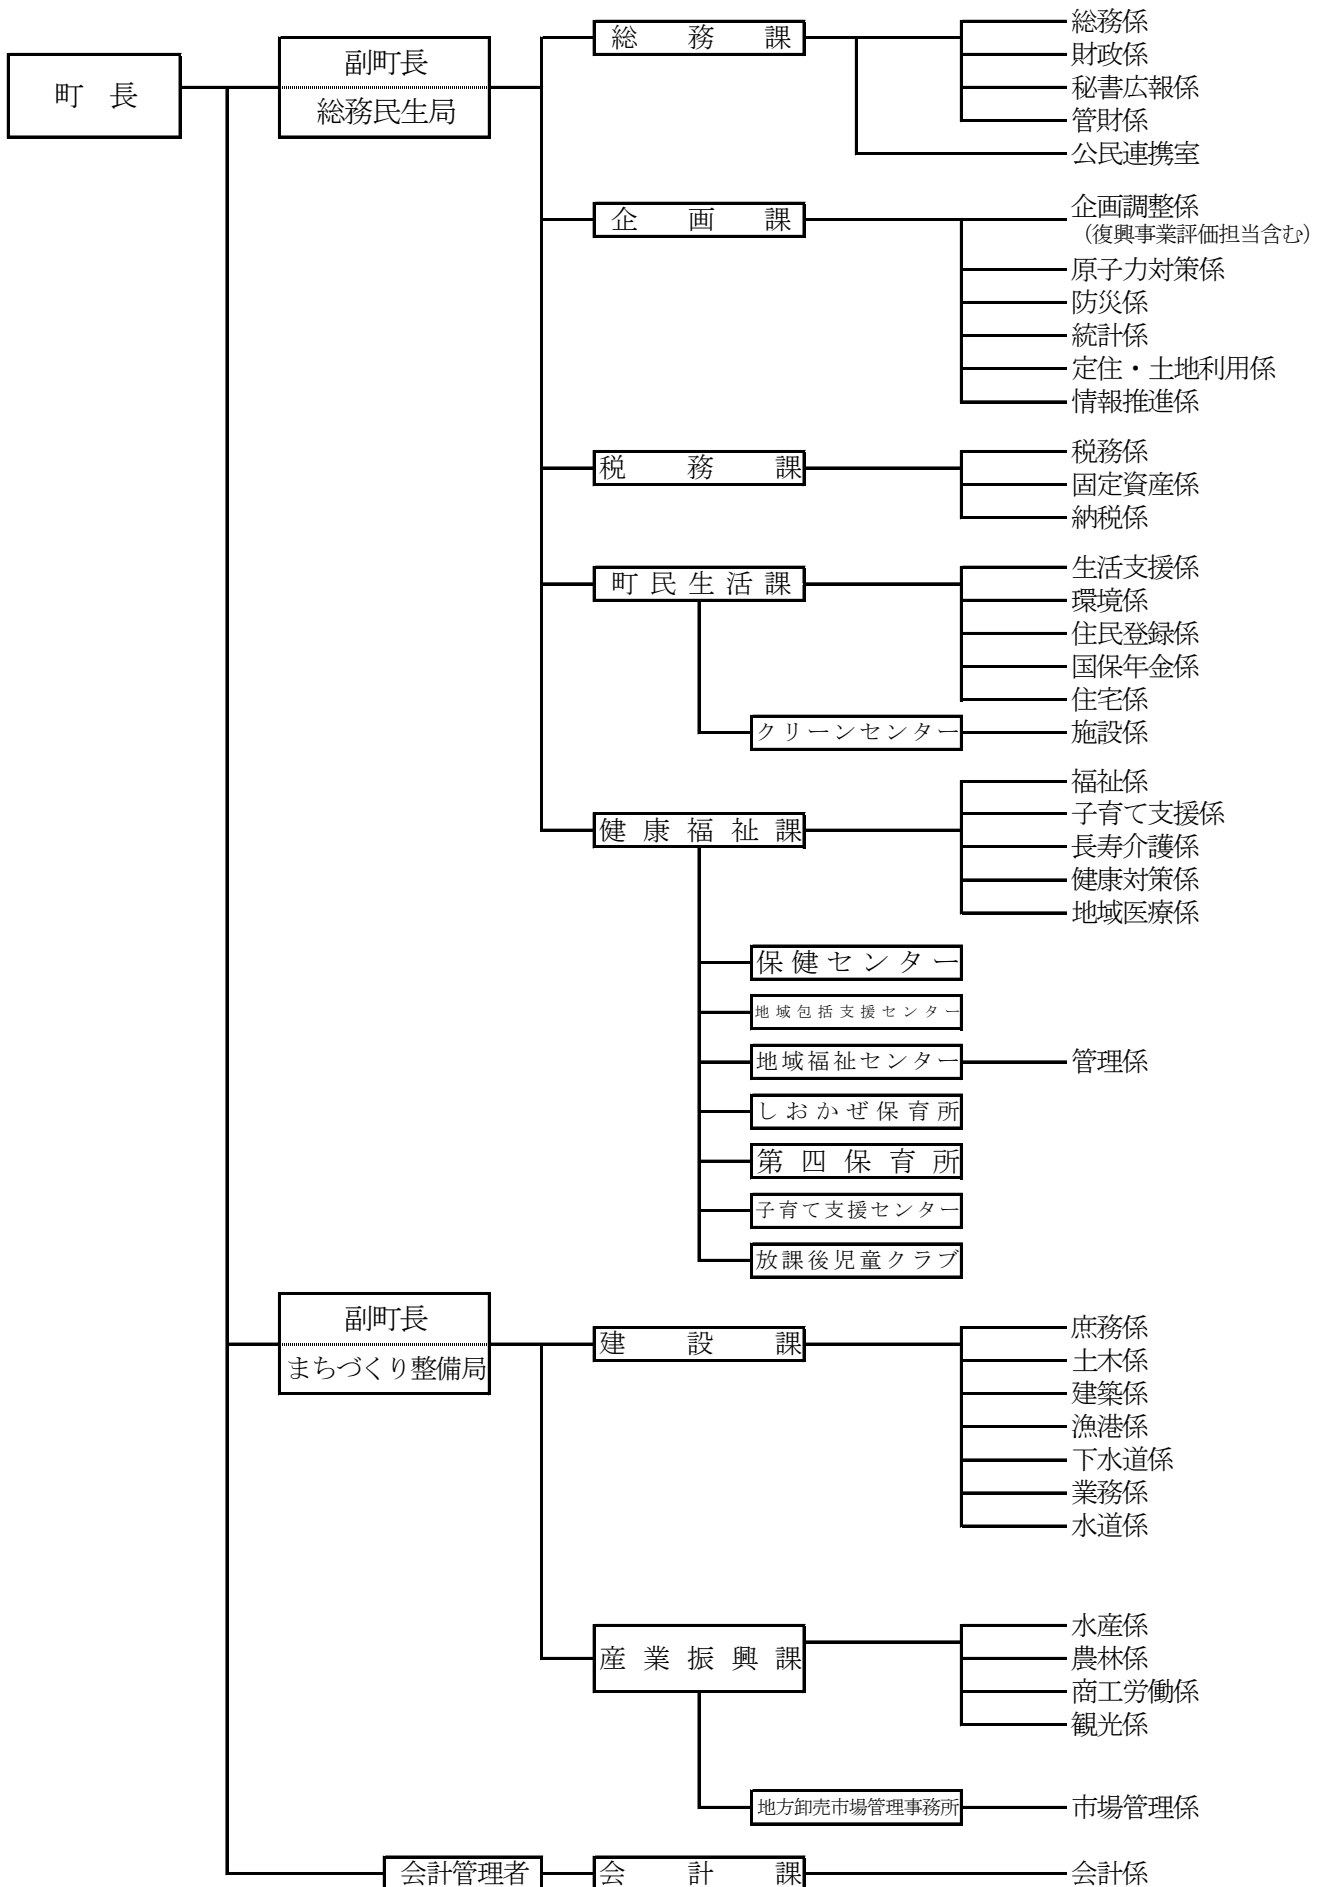 町 長
副町長
総務民生局
総務課
総務係
財政係
秘書広報係
管財係
公民連携室
企画課
企画調整係
（復興事業評価担当含む）
原子力対策係
防災係
統計係
定住・土地利用係
情報推進係
税務課
税務係
固定資産係
納税係
町民生活課
生活支援係
環境係
住民登録係
国保年金係
住宅係
クリーンセンター
施設係
健康福祉課
福祉係
子育て支援係
長寿介護係
健康対策係
地域医療係
保健センター
地域包括支援センター
地域福祉センター
管理係
しおかぜ保育所
第四保育所
子育て支援センター
放課後児童クラブ
副町長
まちづくり整備局
建設課
庶務係
土木係
建築係
漁港係
下水道係
業務係
水道係
産業振興課
水産係
農林係
商工労働係
観光係
地方卸売市場管理事務所
市場管理係
会計管理者
会計課
会計係